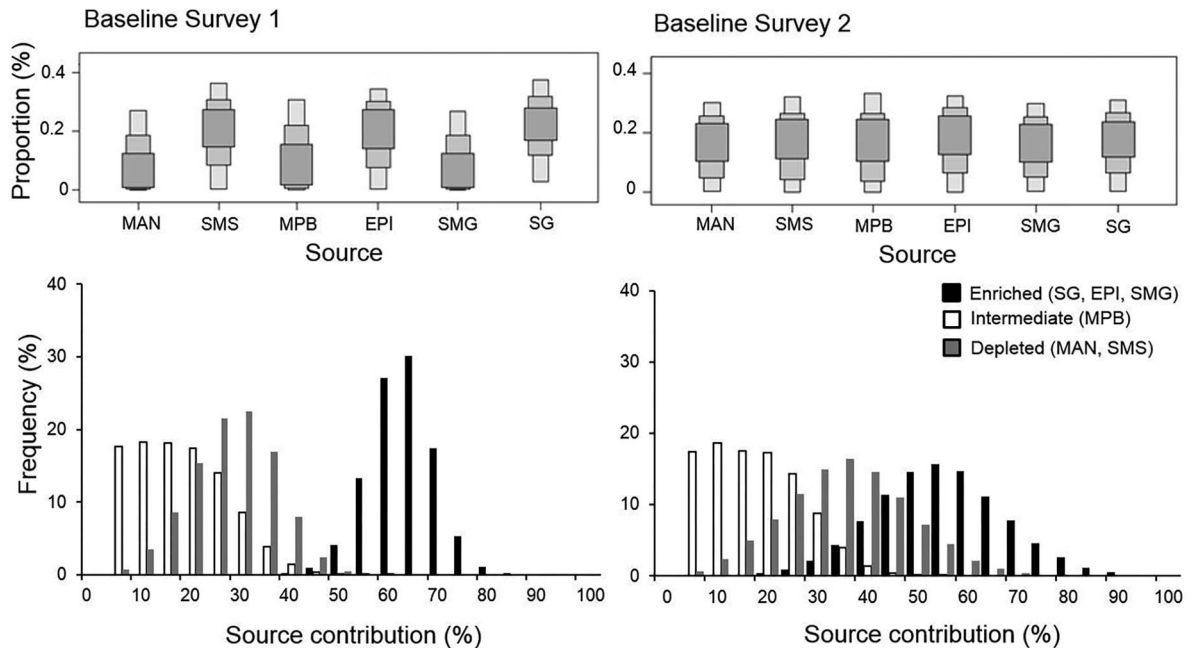 Baseline Survey 1
Baseline Survey 2
Proportion (%)
0.4
0.2
0
MAN SMS MPB EPI SMG SG
Source
0.4
0.2
0
MAN SMS MPB EPI SMG SG
Source
Frequency (%)
40
30
20
10
0
0 10 20 30 40 50 60 70 80 90 100
Source contribution (%)
40
30
20
10
0
Enriched (SG, EPI, SMG)
Intermediate (MPB)
Depleted (MAN, SMS)
0 10 20 30 40 50 60 70 80 90 100
Source contribution (%)